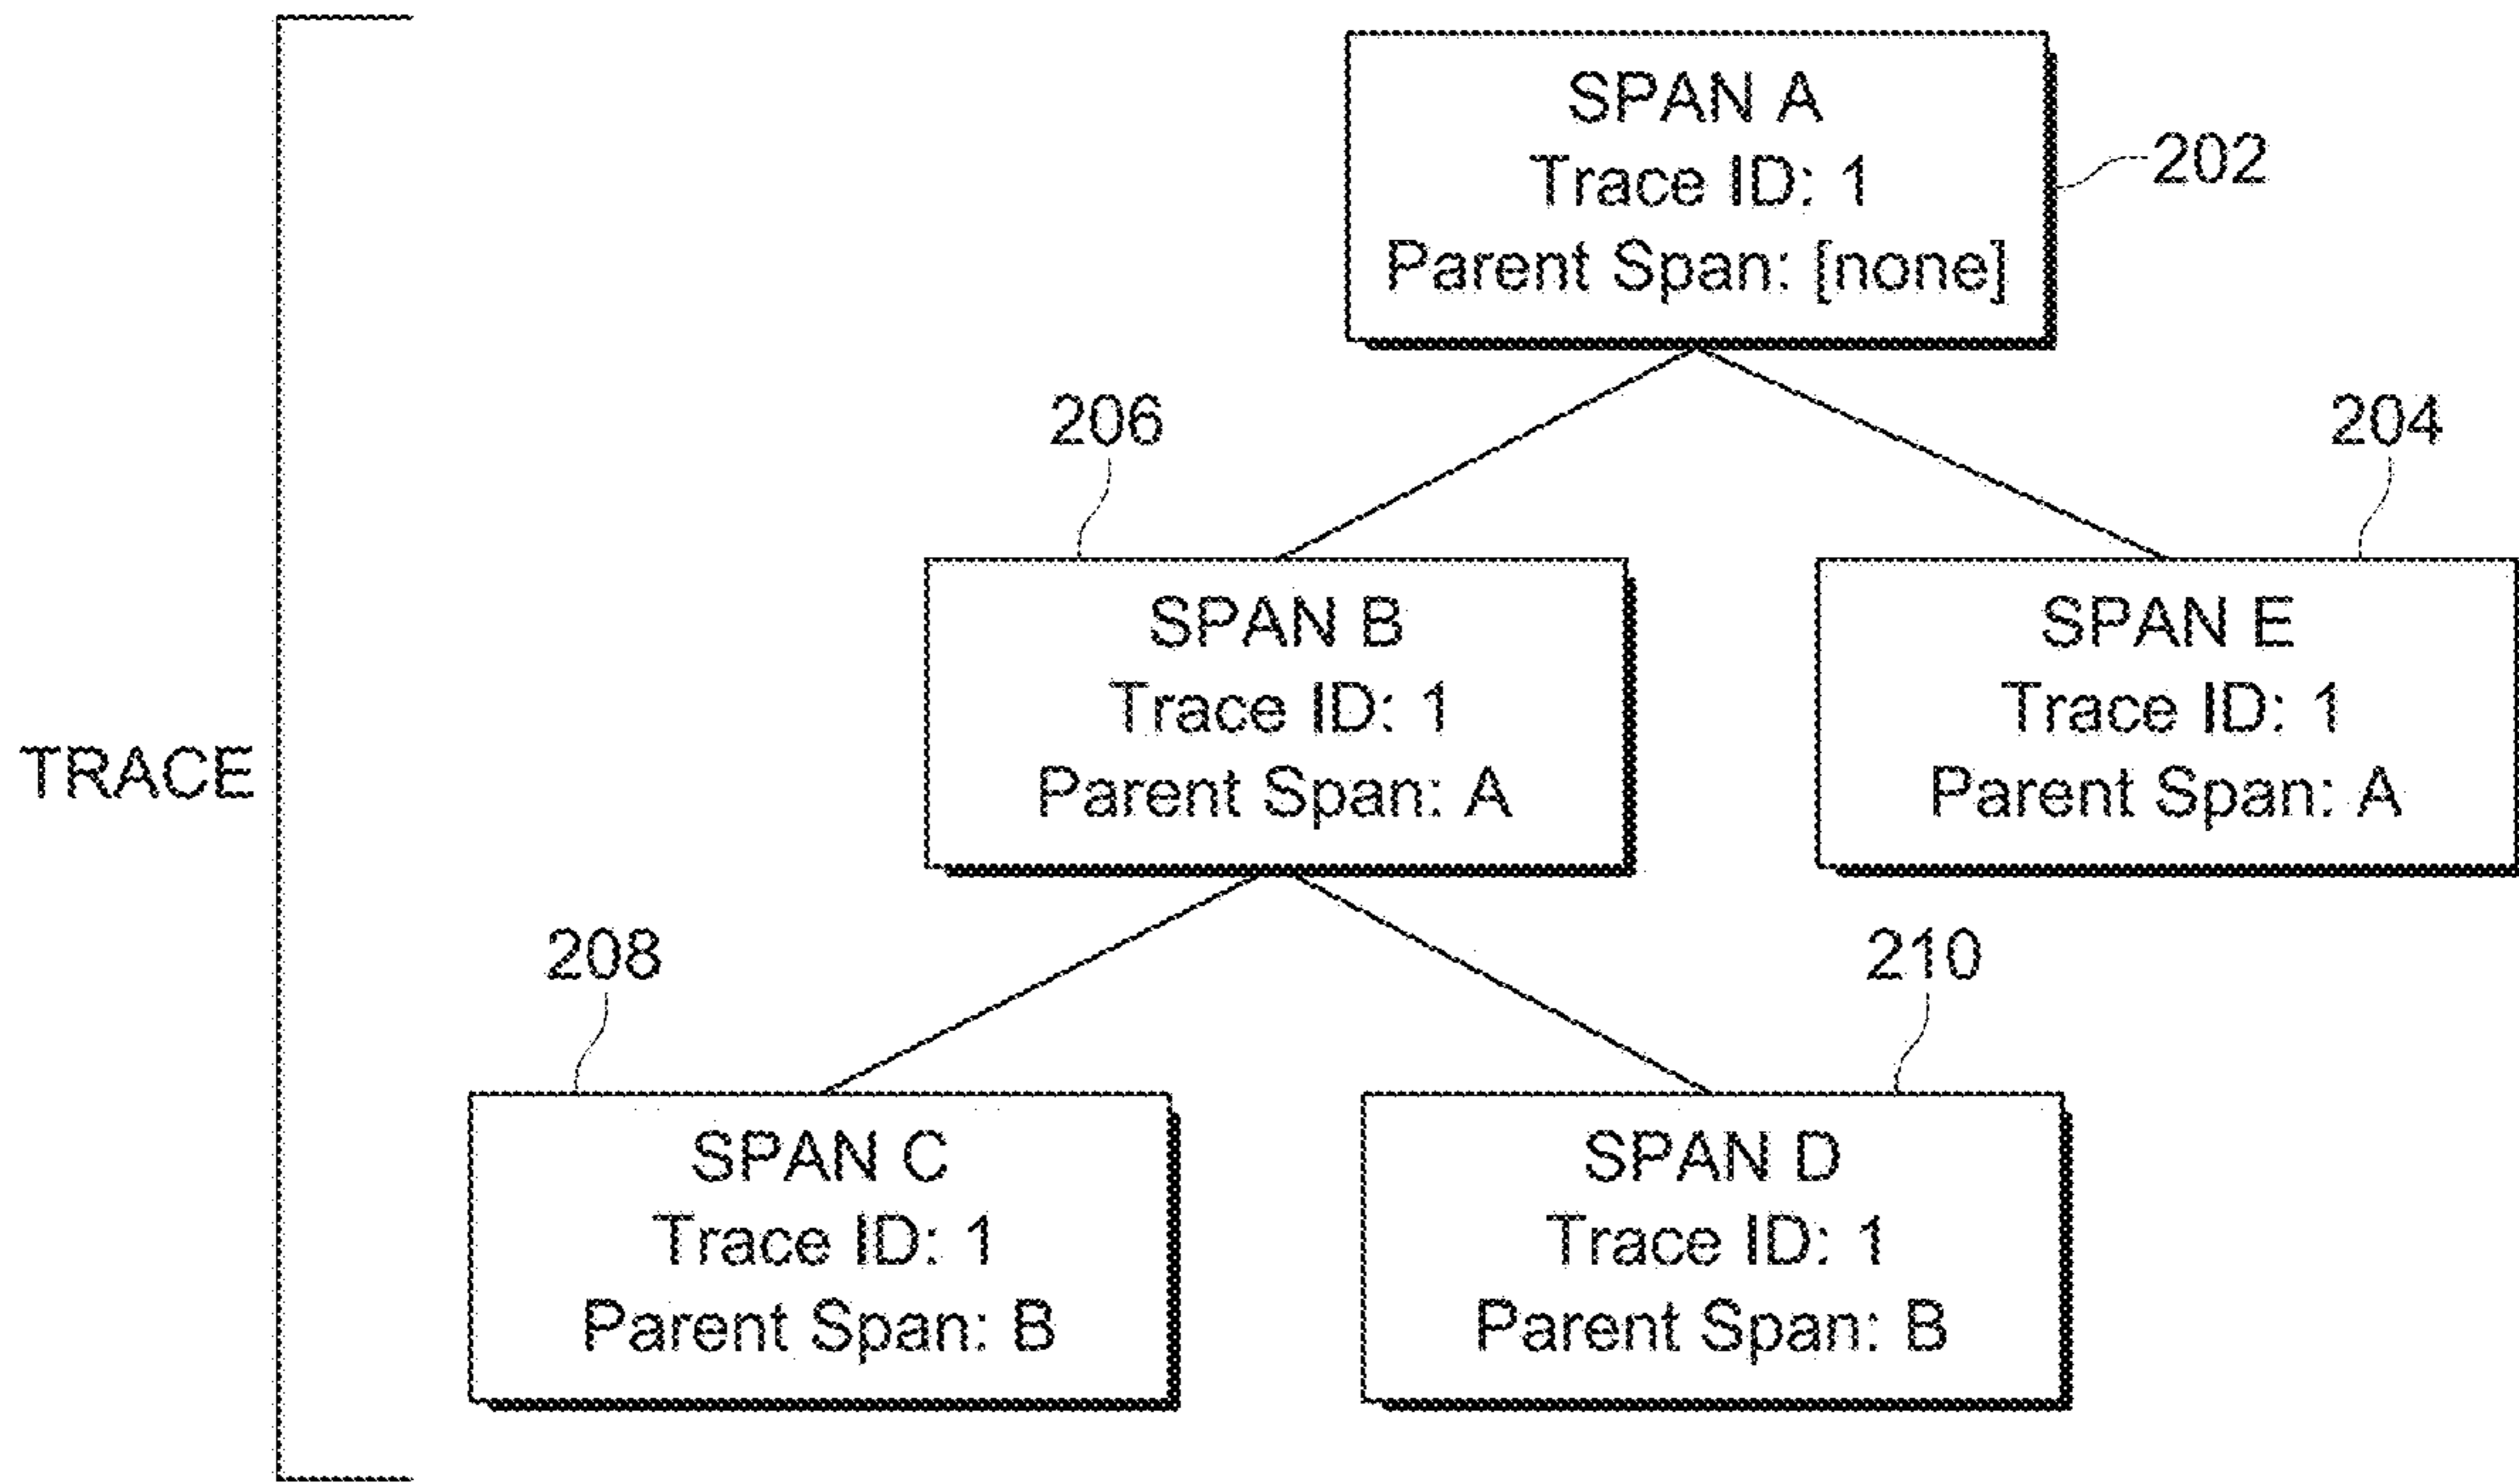 SPAN A
Trace ID: 1
Parent Span: [none]
202
206
204
SPAN B
Trace ID: 1
Parent Span: A
SPAN E
Trace ID: 1
Parent Span: A
TRACE
208
210
SPAN C
Trace ID: 1
Parent Span: B
SPAN D
Trace ID: 1
Parent Span: B